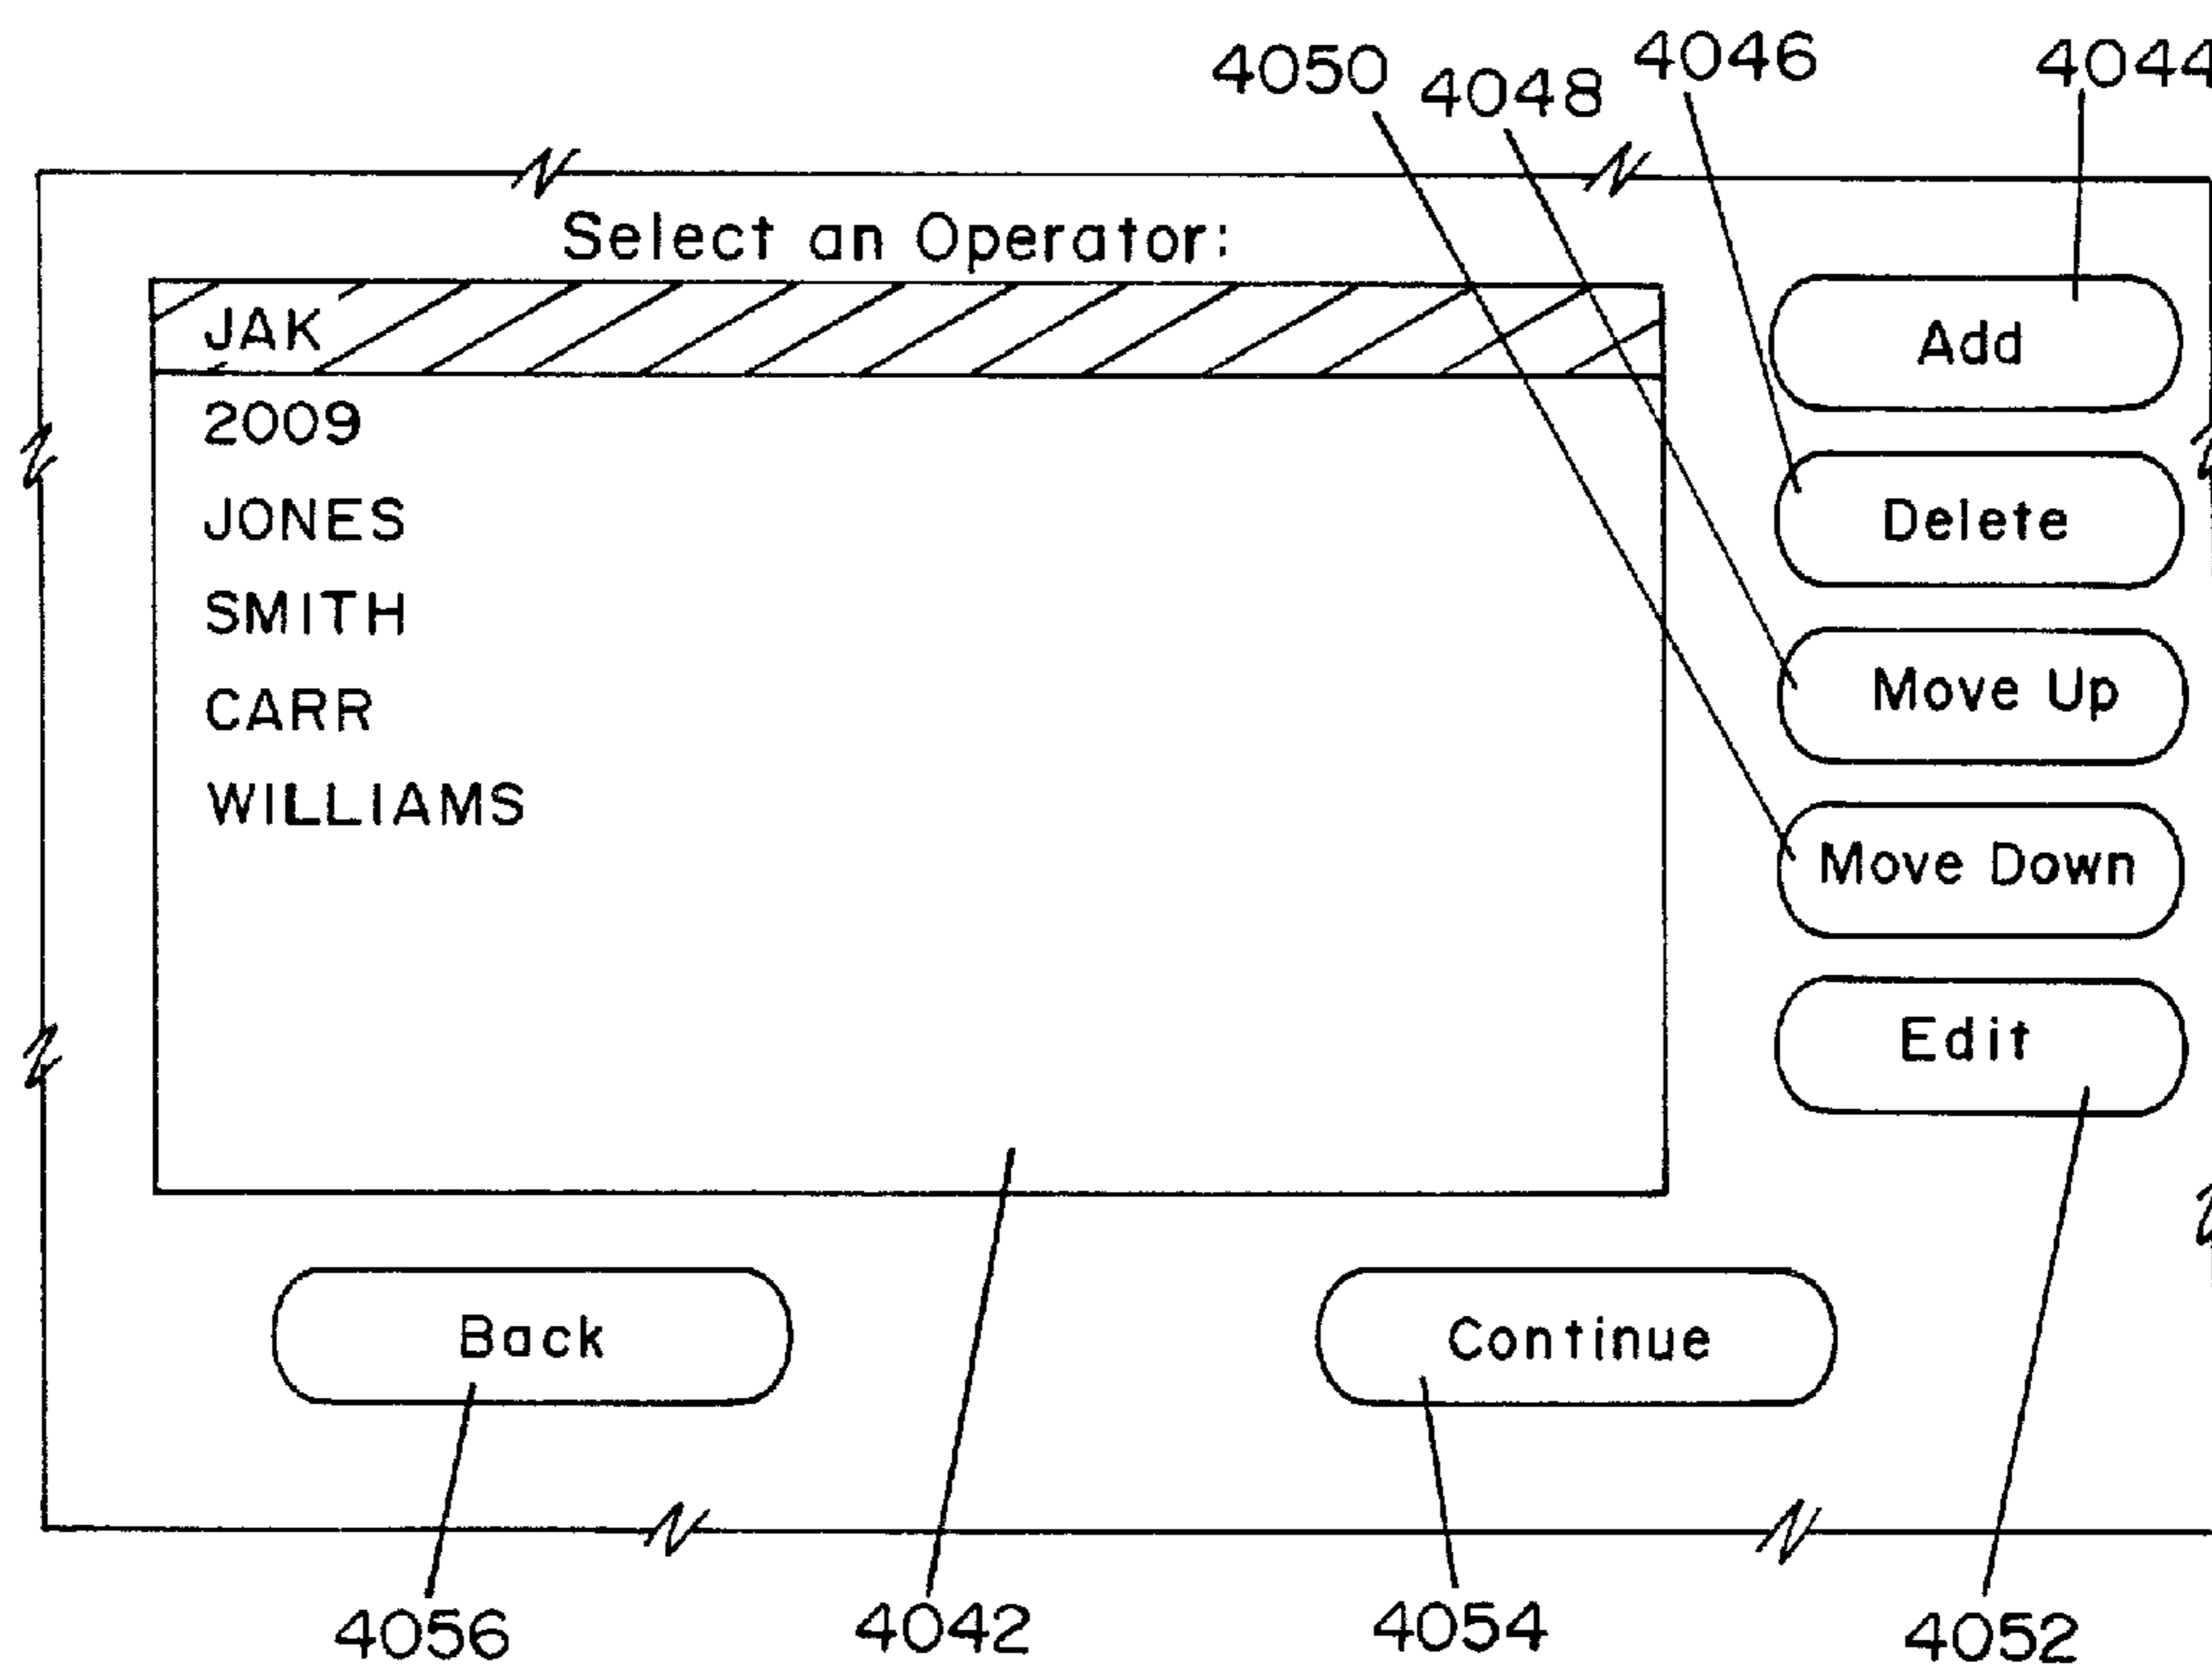 4050 4048 4046 4044
Select an Operator:
JAK
2009
JONES
SMITH
CARR
WILLIAMS
Add
Delete
Move Up
Move Down
Edit
Back
Continue
4056 4042 4054 4052